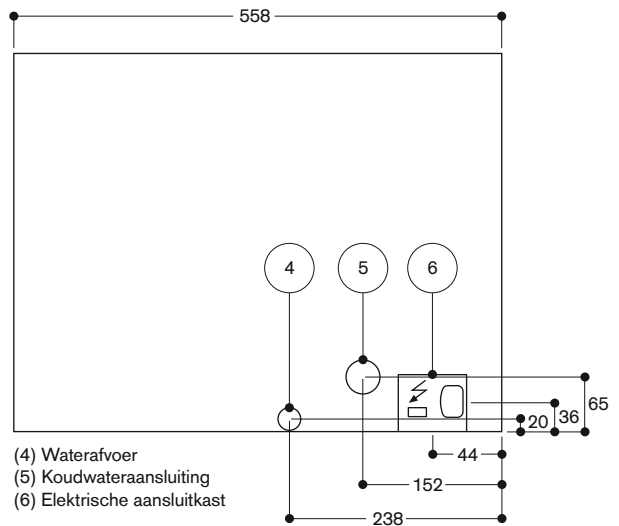 558
4 5 6
65
36
20
44
152
238
(4) Waterafvoer
(5) Koudwateraansluiting
(6) Elektrische aansluitkast